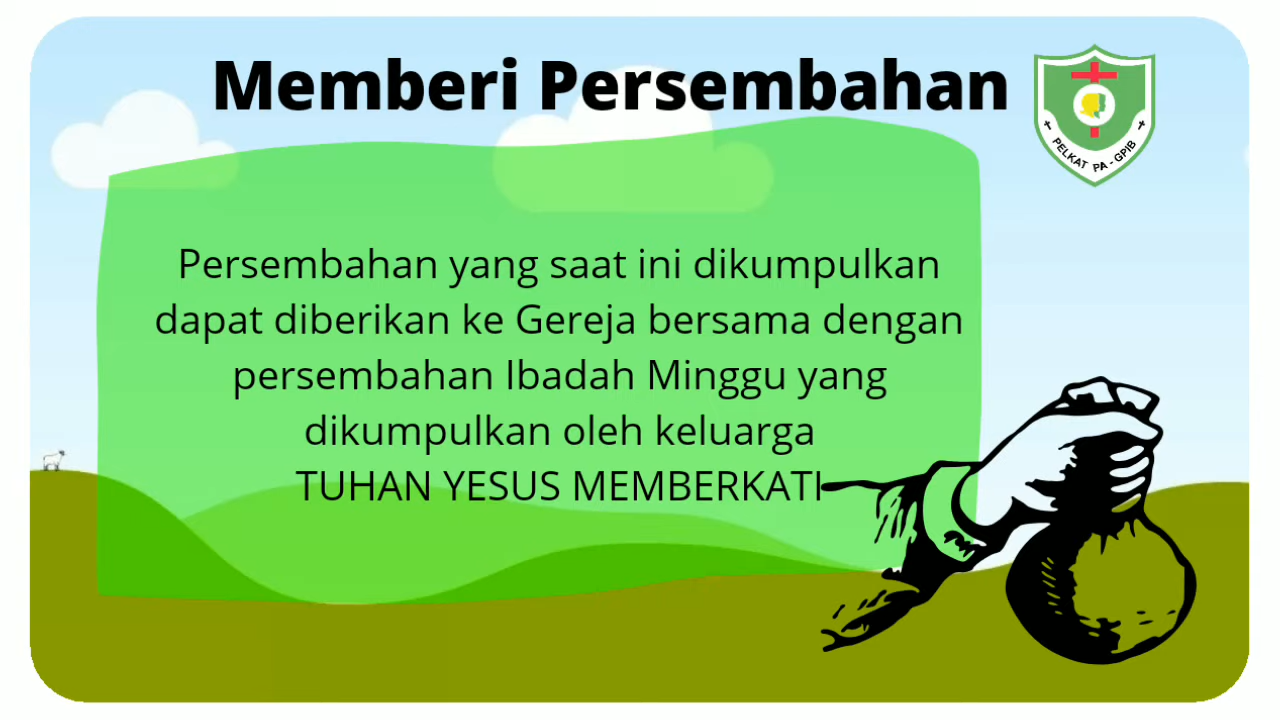 Memberi Persembahan
PELKAT PA - GPIB
Persembahan yang saat ini dikumpulkan
dapat diberikan ke Gereja bersama dengan
persembahan Ibadah Minggu yang
dikumpulkan oleh keluarga
TUHAN YESUS MEMBERKATI